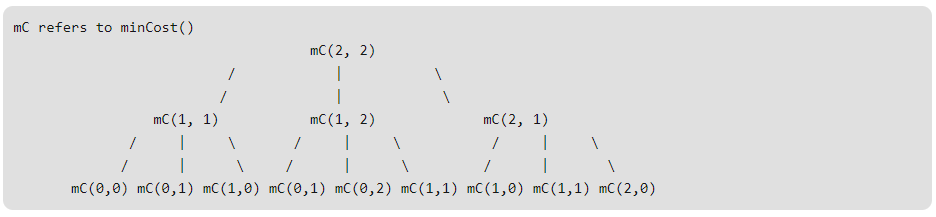 mC refers to minCost()
mC(2, 2)
/ | \
/ | \
mC(1, 1) mC(1, 2) mC(2, 1)
/ | \ / | \ / | \
/ | \ / | \ / | \
mC(0,0) mC(0,1) mC(1,0) mC(0,1) mC(0,2) mC(1,1) mC(1,0) mC(1,1) mC(2,0)